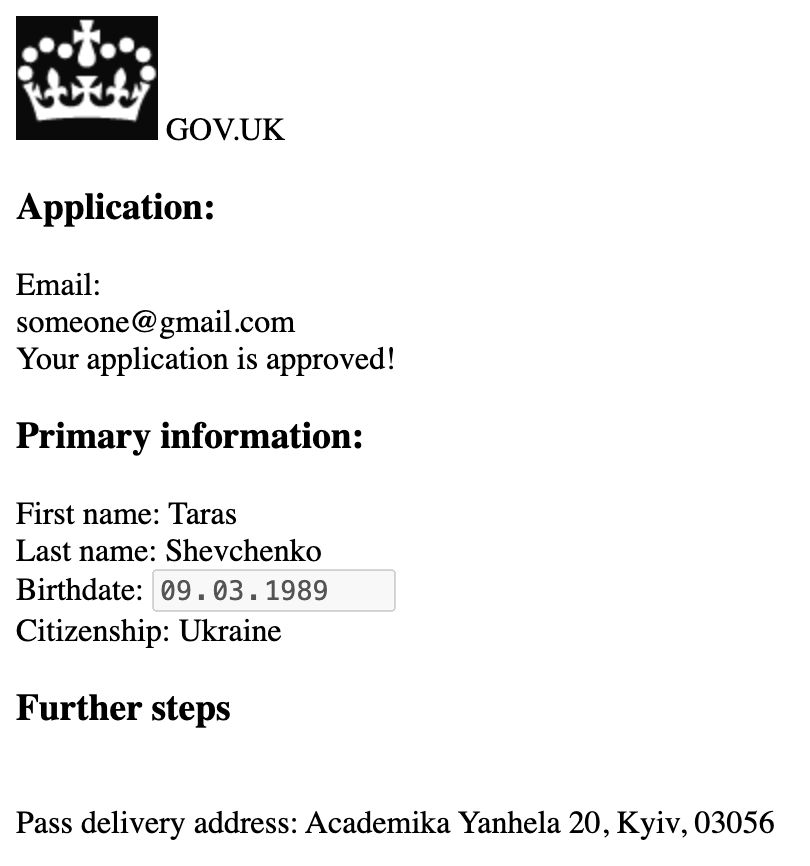 GOV.UK
Application:
Email:
someone@gmail.com
Your application is approved!
Primary information:
First name: Taras
Last name: Shevchenko
Birthdate: 09.03.1989
Citizenship: Ukraine
Further steps
Pass delivery address: Academika Yanhela 20, Kyiv, 03056